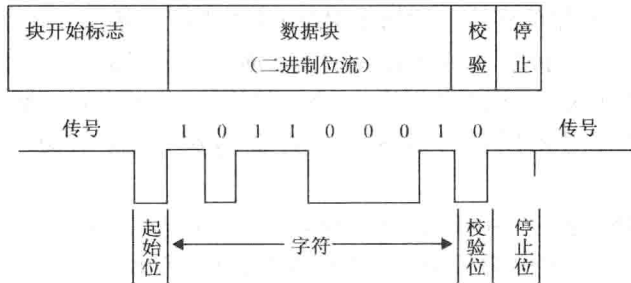 块开始标志
数据块
（二进制位流）
校验
停止
传号 1 0 1 1 0 0 0 1 0 传号
起始位
字符
校验位
停止位